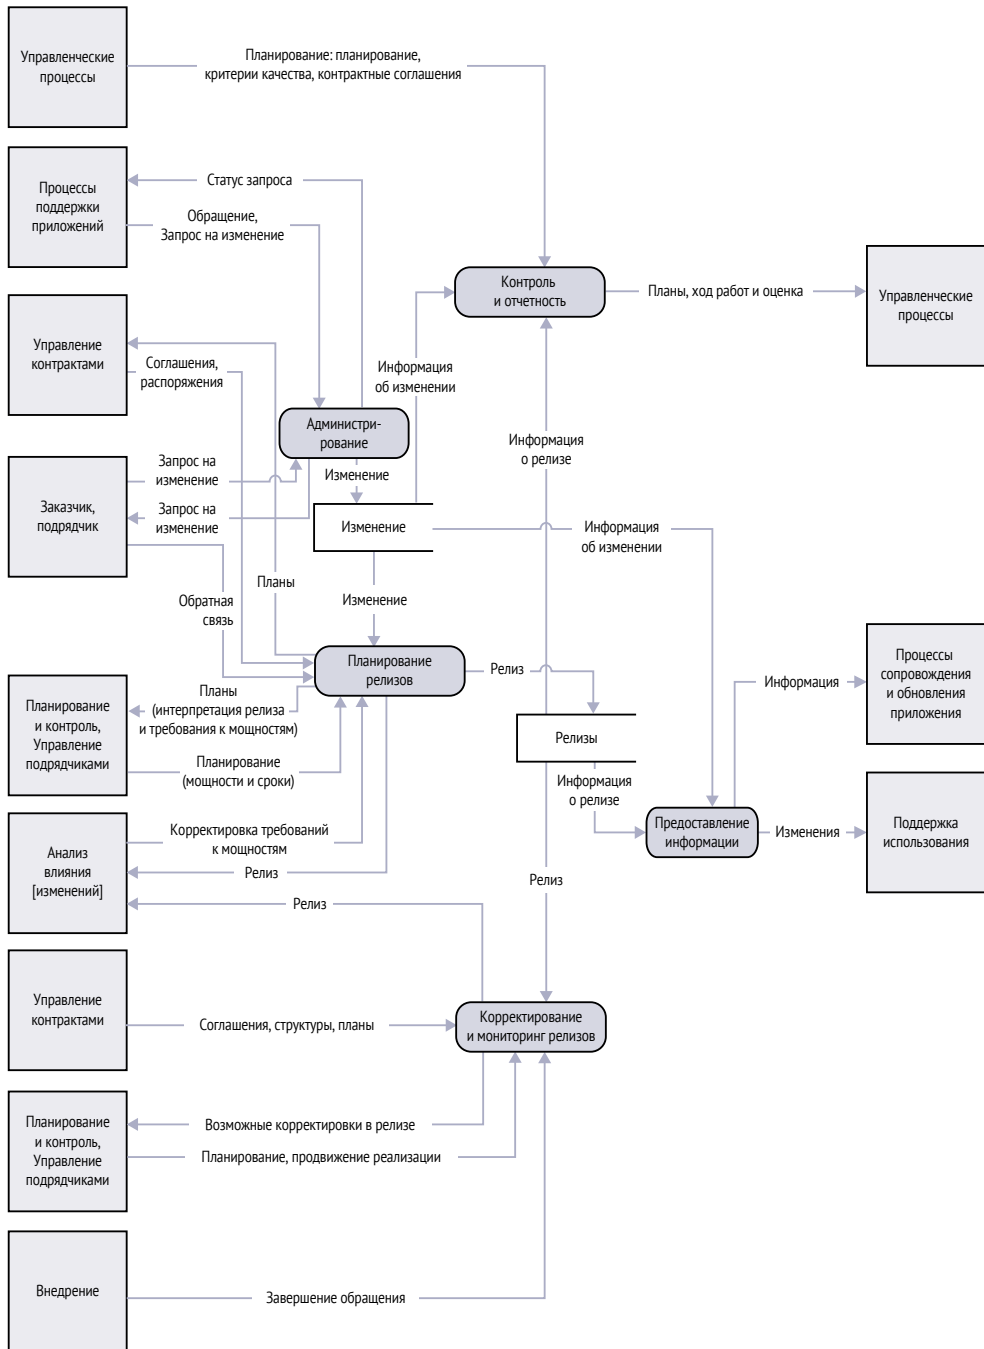 Управленческие
процессы
Планирование: планирование,
критерии качества, контрактные соглашения
Процессы
поддержки
приложений
Статус запроса
Обращение,
Запрос на изменение
Контроль
и отчетность
Планы, ход работ и оценка
Управленческие
процессы
Управление
контрактами
Соглашения,
распоряжения
Информация
об изменении
Администри-
рование
Информация
о релизе
Заказчик,
подрядчик
Запрос на
изменение
Запрос на
изменение
Изменение
Изменение
Информация
об изменении
Планы
Обратная
связь
Изменение
Планирование
релизов
Релиз
Процессы
сопровождения
и обновления
приложения
Информация
Планирование
и контроль,
Управление
подрядчиками
Планы
(интерпретация релиза
и требования к мощностям)
Планирование
(мощности и сроки)
Релизы
Информация
о релизе
Предоставление
информации
Изменения
Поддержка
использования
Анализ
влияния
[изменений]
Корректировка требований
к мощностям
Релиз
Релиз
Релиз
Управление
контрактами
Соглашения, структуры, планы
Корректирование
и мониторинг релизов
Планирование
и контроль,
Управление
подрядчиками
Возможные корректировки в релизе
Планирование, продвижение реализации
Внедрение
Завершение обращения